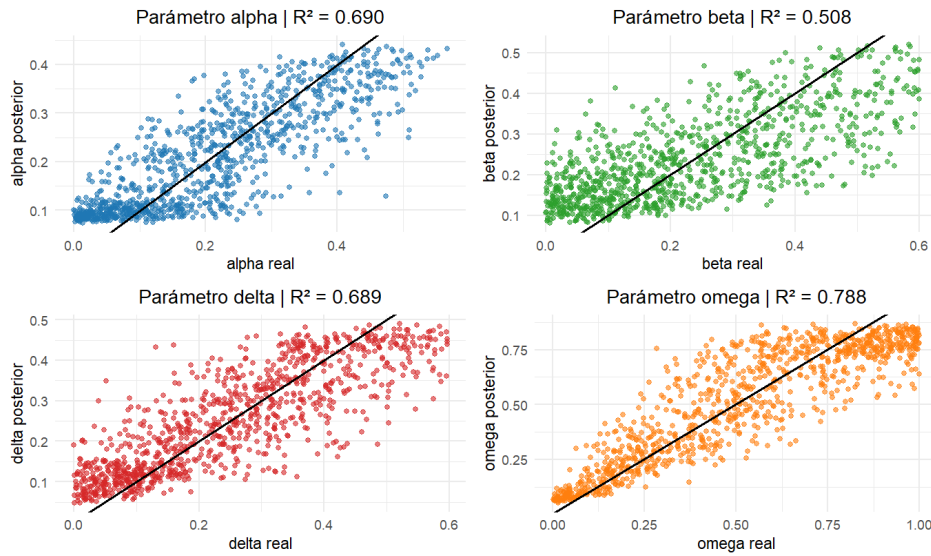 Parámetro alpha | R² = 0.690
alpha posterior
0.4
0.3
0.2
0.1
0.0 0.2 0.4
alpha real
Parámetro beta | R² = 0.508
beta posterior
0.5
0.4
0.3
0.2
0.1
0.0 0.2 0.4 0.6
beta real
Parámetro delta | R² = 0.689
delta posterior
0.5
0.4
0.3
0.2
0.1
0.0 0.2 0.4 0.6
delta real
Parámetro omega | R² = 0.788
omega posterior
0.75
0.50
0.25
0.00 0.25 0.50 0.75 1.00
omega real